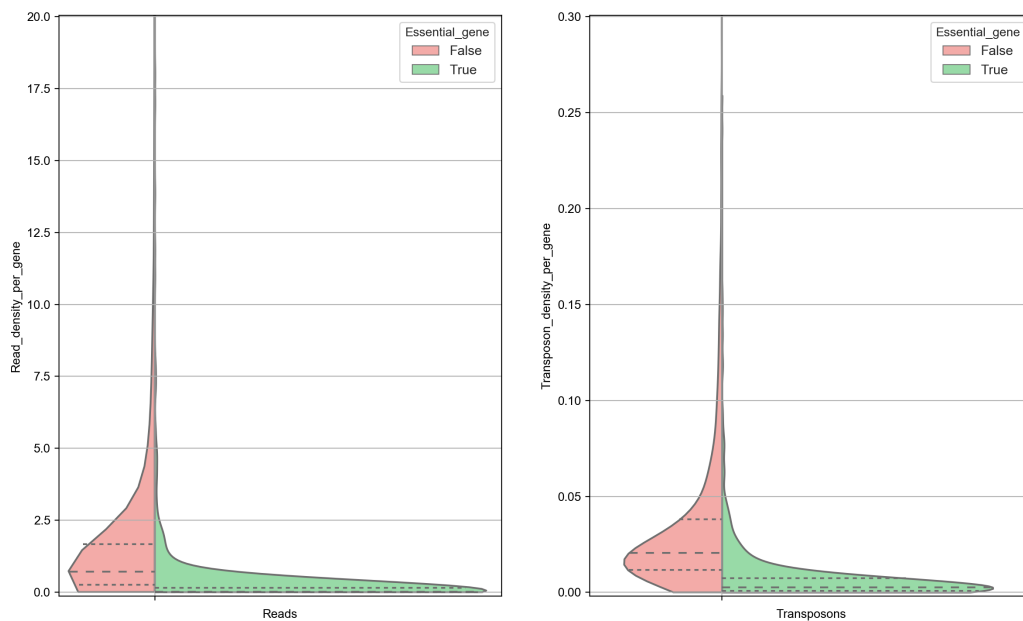 Read_density_per_gene
20.0
17.5
15.0
12.5
10.0
7.5
5.0
2.5
0.0
Essential_gene
False
True
Reads
Transposon_density_per_gene
0.30
0.25
0.20
0.15
0.10
0.05
0.00
Essential_gene
False
True
Transposons